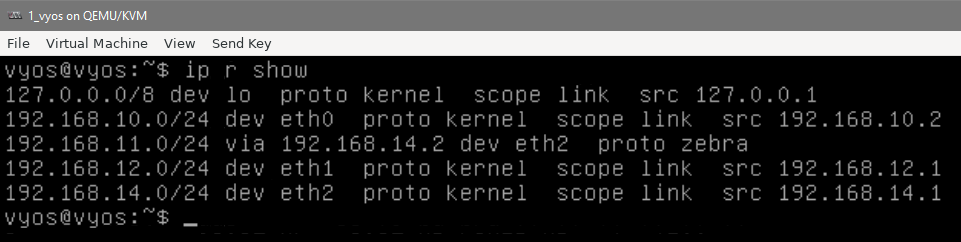 1_vyos on QEMU/KVM
File Virtual Machine View Send Key
vyos@vyos:~$ ip r show
127.0.0.0/8 dev lo  proto kernel  scope link  src 127.0.0.1
192.168.10.0/24 dev eth0  proto kernel  scope link  src 192.168.10.2
192.168.11.0/24 via 192.168.14.2 dev eth2  proto zebra
192.168.12.0/24 dev eth1  proto kernel  scope link  src 192.168.12.1
192.168.14.0/24 dev eth2  proto kernel  scope link  src 192.168.14.1
vyos@vyos:~$ _